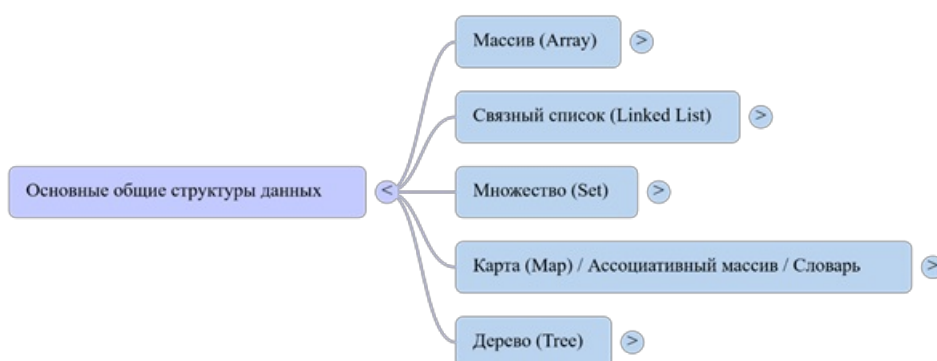 Массив (Array)
>
Связный список (Linked List)
>
Основные общие структуры данных
<
Множество (Set)
>
Карта (Map) / Ассоциативный массив / Словарь
>
Дерево (Tree)
>